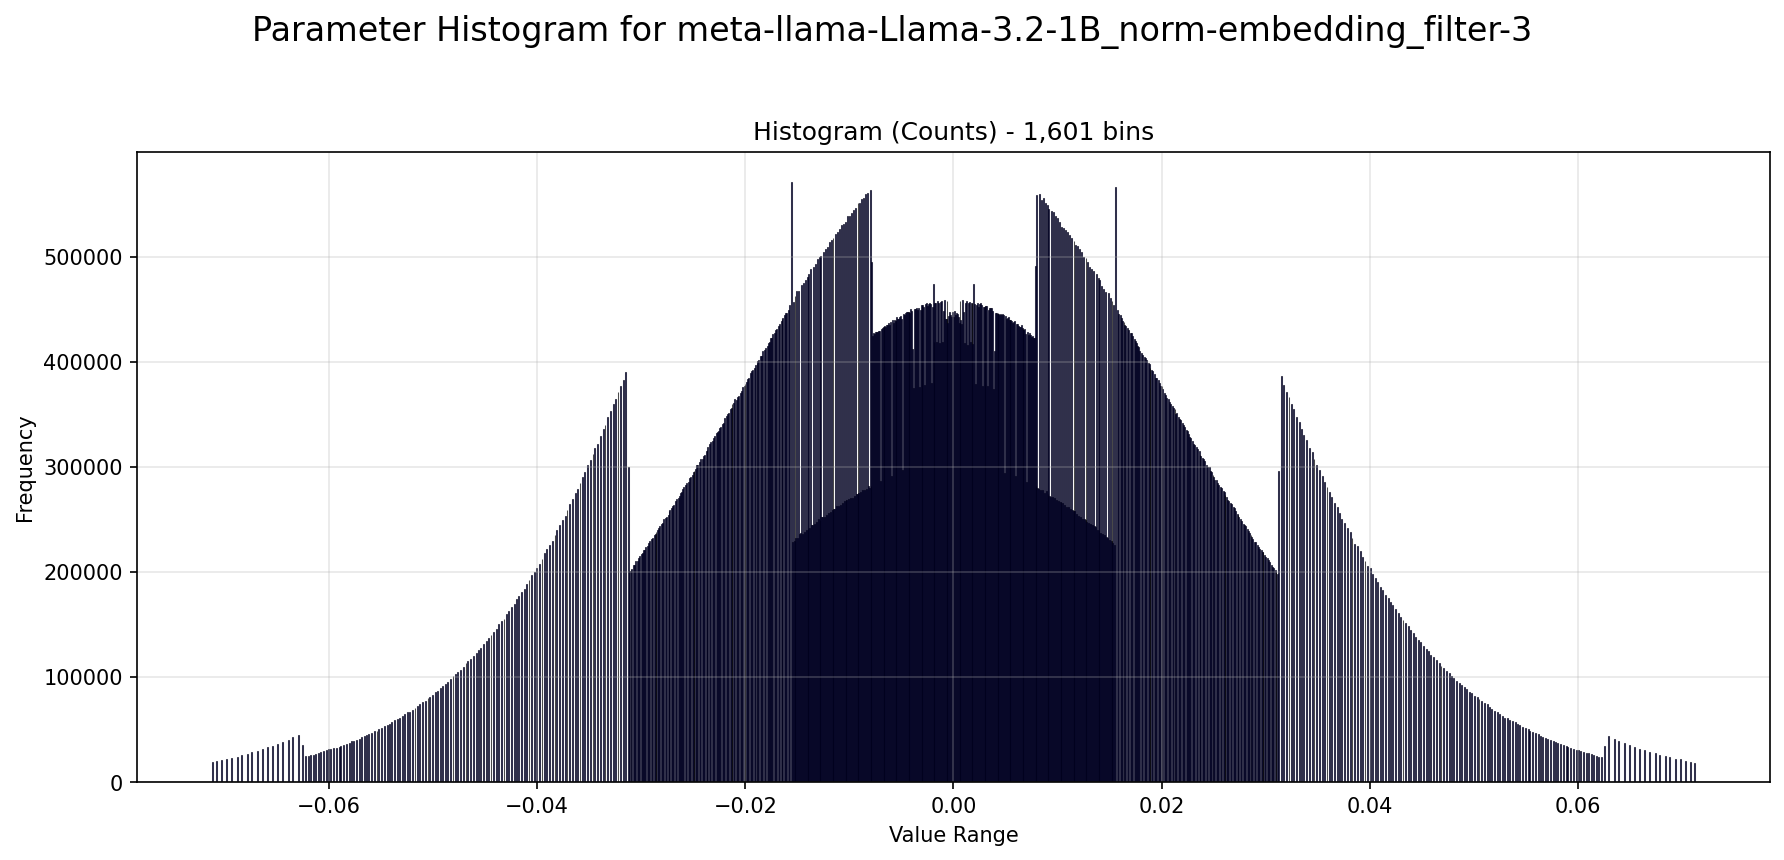 Parameter Histogram for meta-llama-Llama-3.2-1B_norm-embedding_filter-3
Histogram (Counts) - 1,601 bins
Frequency
500000
400000
300000
200000
100000
0
−0.06 −0.04 −0.02 0.00 0.02 0.04 0.06
Value Range